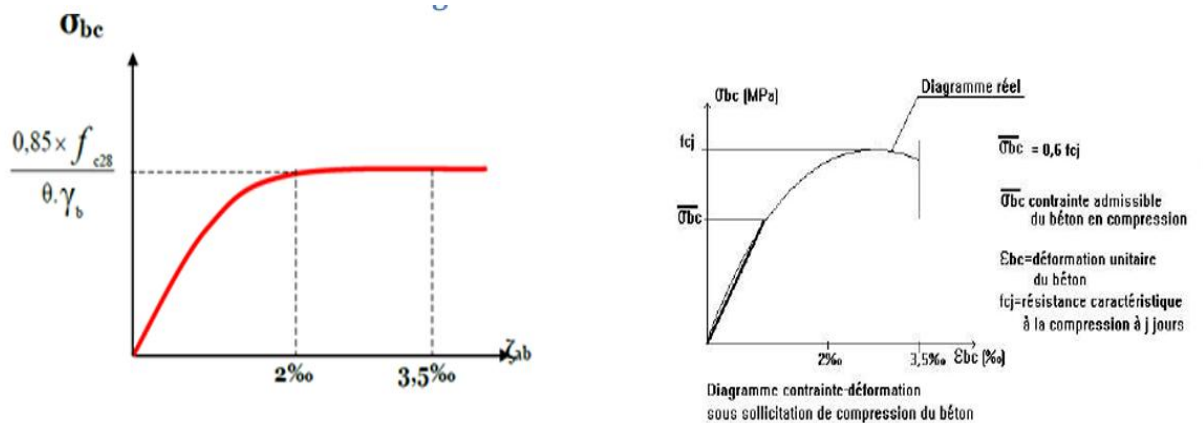 σbc
0,85 × f c28
θ.γb
2‰
3,5‰
ζab
σbc (MPa)
fcj
σbc
Diagramme réel
σbc = 0,6 fcj
σbc contrainte admissible
du béton en compression
Ɛbc=déformation unitaire
du béton
fcj=résistance caractéristique
à la compression à j jours
2‰
3,5‰
Ɛbc (‰)
Diagramme contrainte-déformation
sous sollicitation de compression du béton